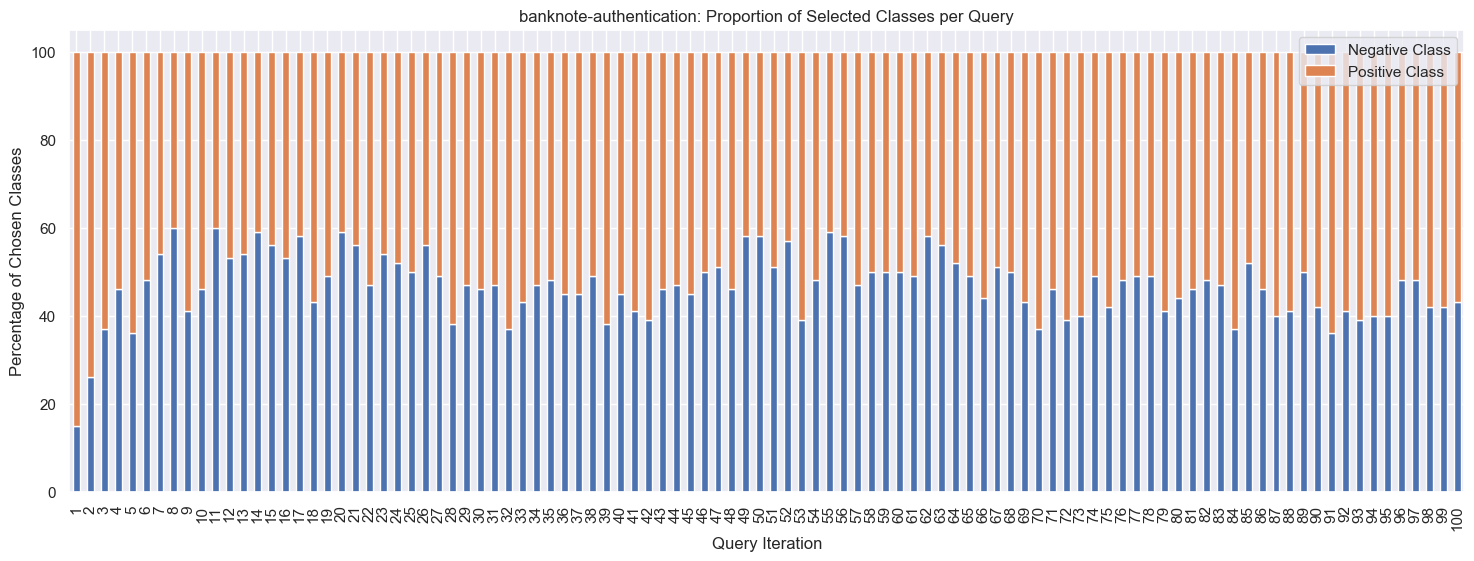 banknote-authentication: Proportion of Selected Classes per Query
Negative Class
Positive Class
Percentage of Chosen Classes
100
80
60
40
20
0
1 2 3 4 5 6 7 8 9 10 11 12 13 14 15 16 17 18 19 20 21 22 23 24 25 26 27 28 29 30 31 32 33 34 35 36 37 38 39 40 41 42 43 44 45 46 47 48 49 50 51 52 53 54 55 56 57 58 59 60 61 62 63 64 65 66 67 68 69 70 71 72 73 74 75 76 77 78 79 80 81 82 83 84 85 86 87 88 89 90 91 92 93 94 95 96 97 98 99 100
Query Iteration